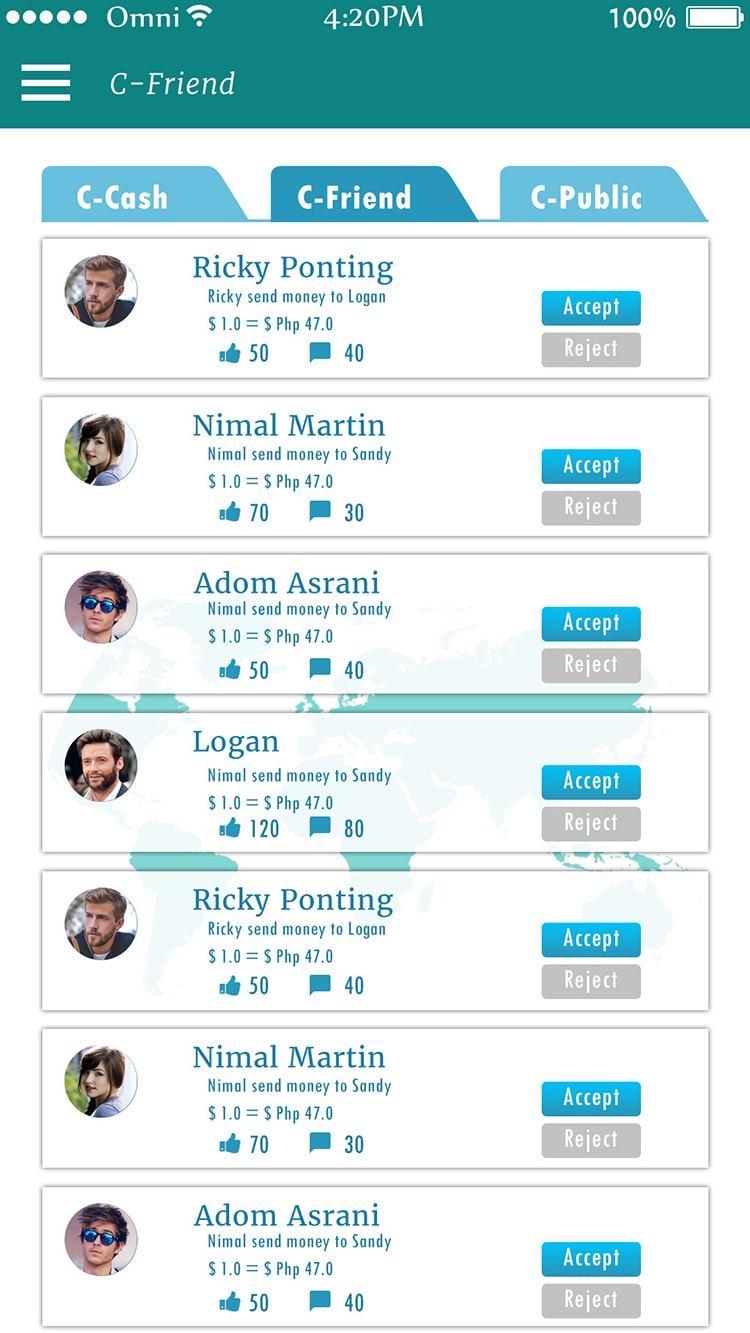 Omni 4:20PM 100%
C-Friend
C-Cash C-Friend C-Public
Ricky Ponting
Ricky send money to Logan
$ 1.0 = $ Php 47.0
50 40
Accept
Reject
Nimal Martin
Nimal send money to Sandy
$ 1.0 = $ Php 47.0
70 30
Accept
Reject
Adom Asrani
Nimal send money to Sandy
$ 1.0 = $ Php 47.0
50 40
Accept
Reject
Logan
Nimal send money to Sandy
$ 1.0 = $ Php 47.0
120 80
Accept
Reject
Ricky Ponting
Ricky send money to Logan
$ 1.0 = $ Php 47.0
50 40
Accept
Reject
Nimal Martin
Nimal send money to Sandy
$ 1.0 = $ Php 47.0
70 30
Accept
Reject
Adom Asrani
Nimal send money to Sandy
$ 1.0 = $ Php 47.0
50 40
Accept
Reject